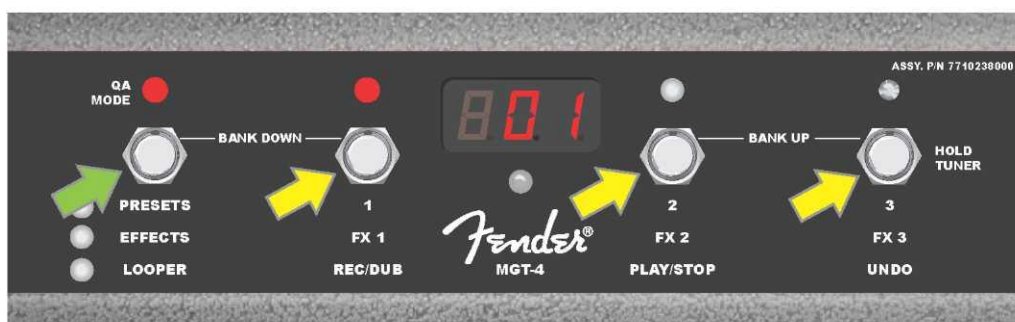 ASSY. P/N 7710238000
QA
MODE
BANK DOWN
01
BANK UP
HOLD
TUNER
PRESETS
1
2
3
EFFECTS
FX 1
Fender®
FX 2
FX 3
LOOPER
REC/DUB
MGT-4
PLAY/STOP
UNDO